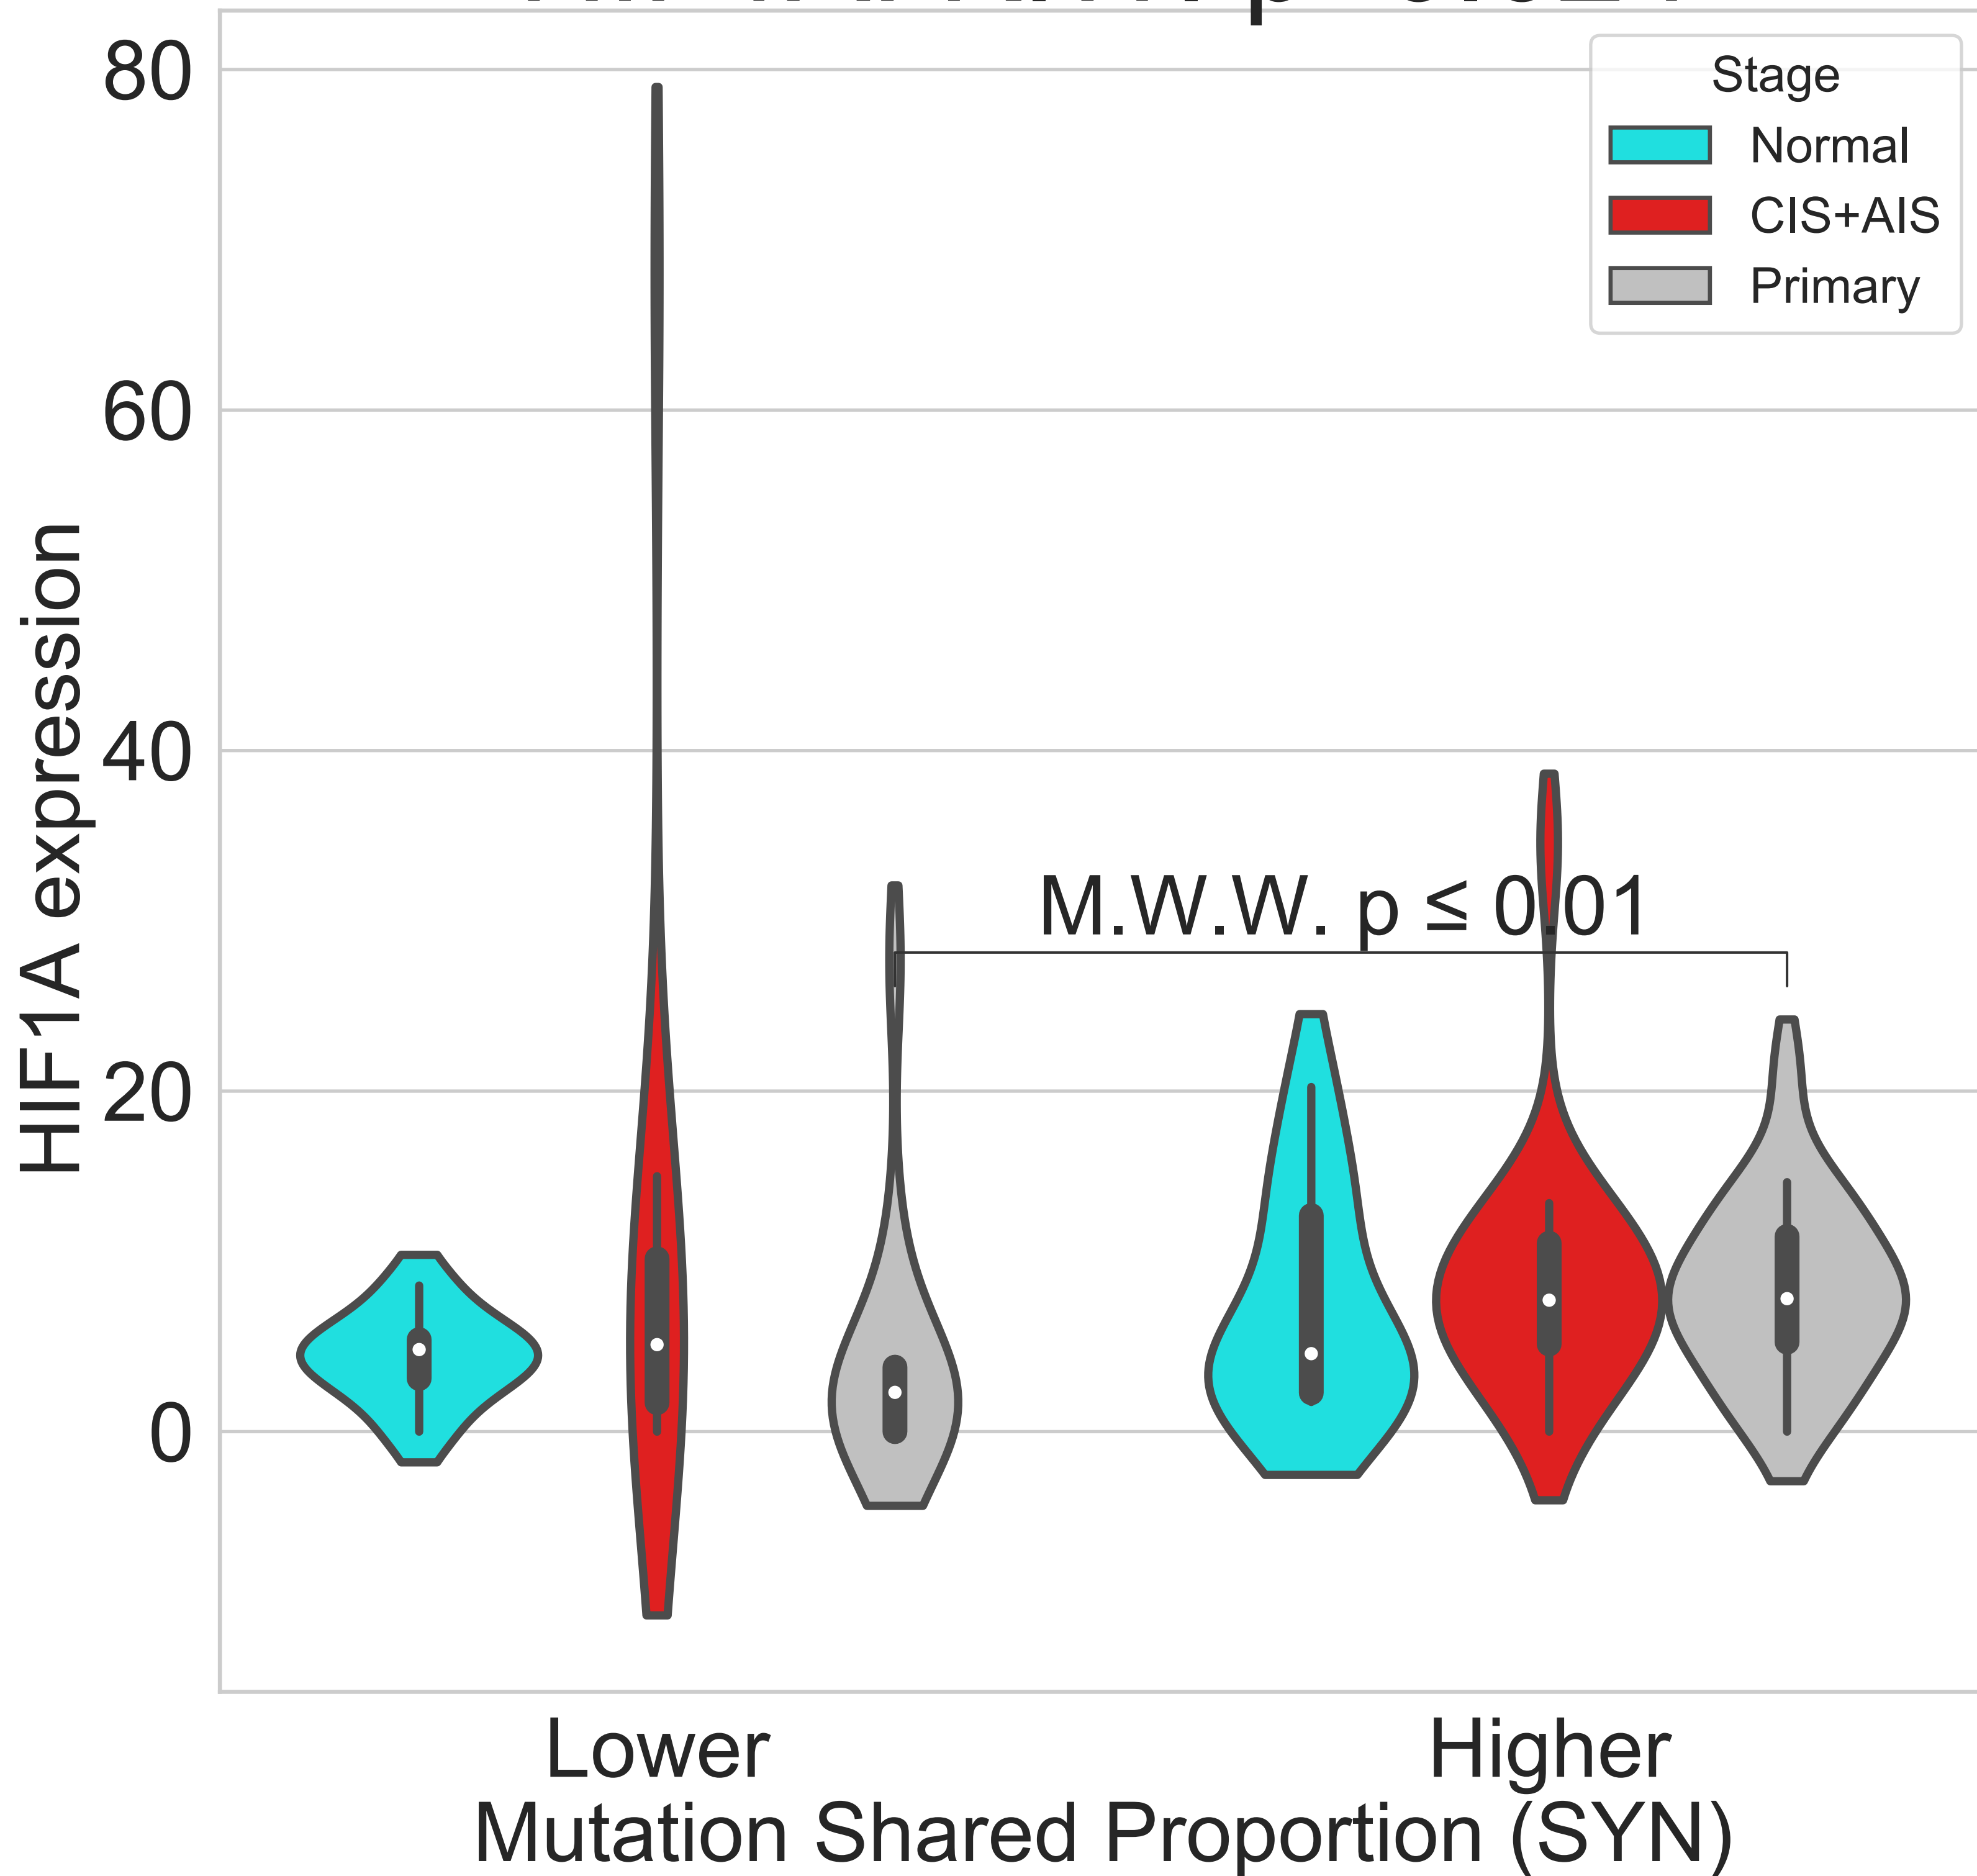 80
60
40
20
0
HIF1A expression
Stage
Normal
CIS+AIS
Primary
M.W.W. p ≤ 0.01
Lower
Higher
Mutation Shared Proportion (SYN)